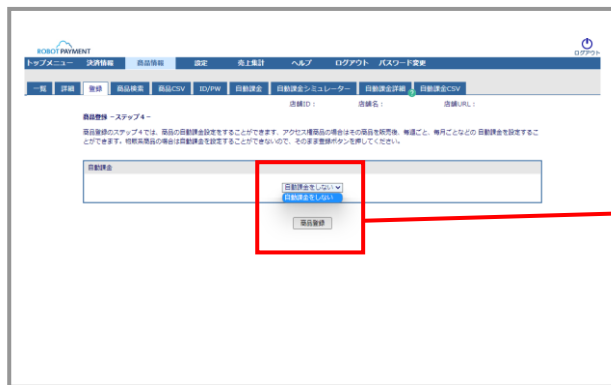 ROBOT PAYMENT
ログアウト
トップメニュー 決済情報 商品情報 設定 売上集計 ヘルプ ログアウト パスワード変更
一覧 詳細 登録 商品検索 商品CSV ID/PW 自動課金 自動課金シミュレーター 自動課金詳細 自動課金CSV
店舗ID： 店舗名： 店舗URL：
商品登録 －ステップ４－
商品登録のステップ４では、商品の自動課金設定をすることができます。アクセス権商品の場合はその商品を販売後、毎週ごと、毎月ごとなどの 自動課金を設定するこ
とができます。物販系商品の場合は自動課金を設定することができないので、そのまま登録ボタンを押してください。
自動課金
自動課金をしない
自動課金をしない
商品登録